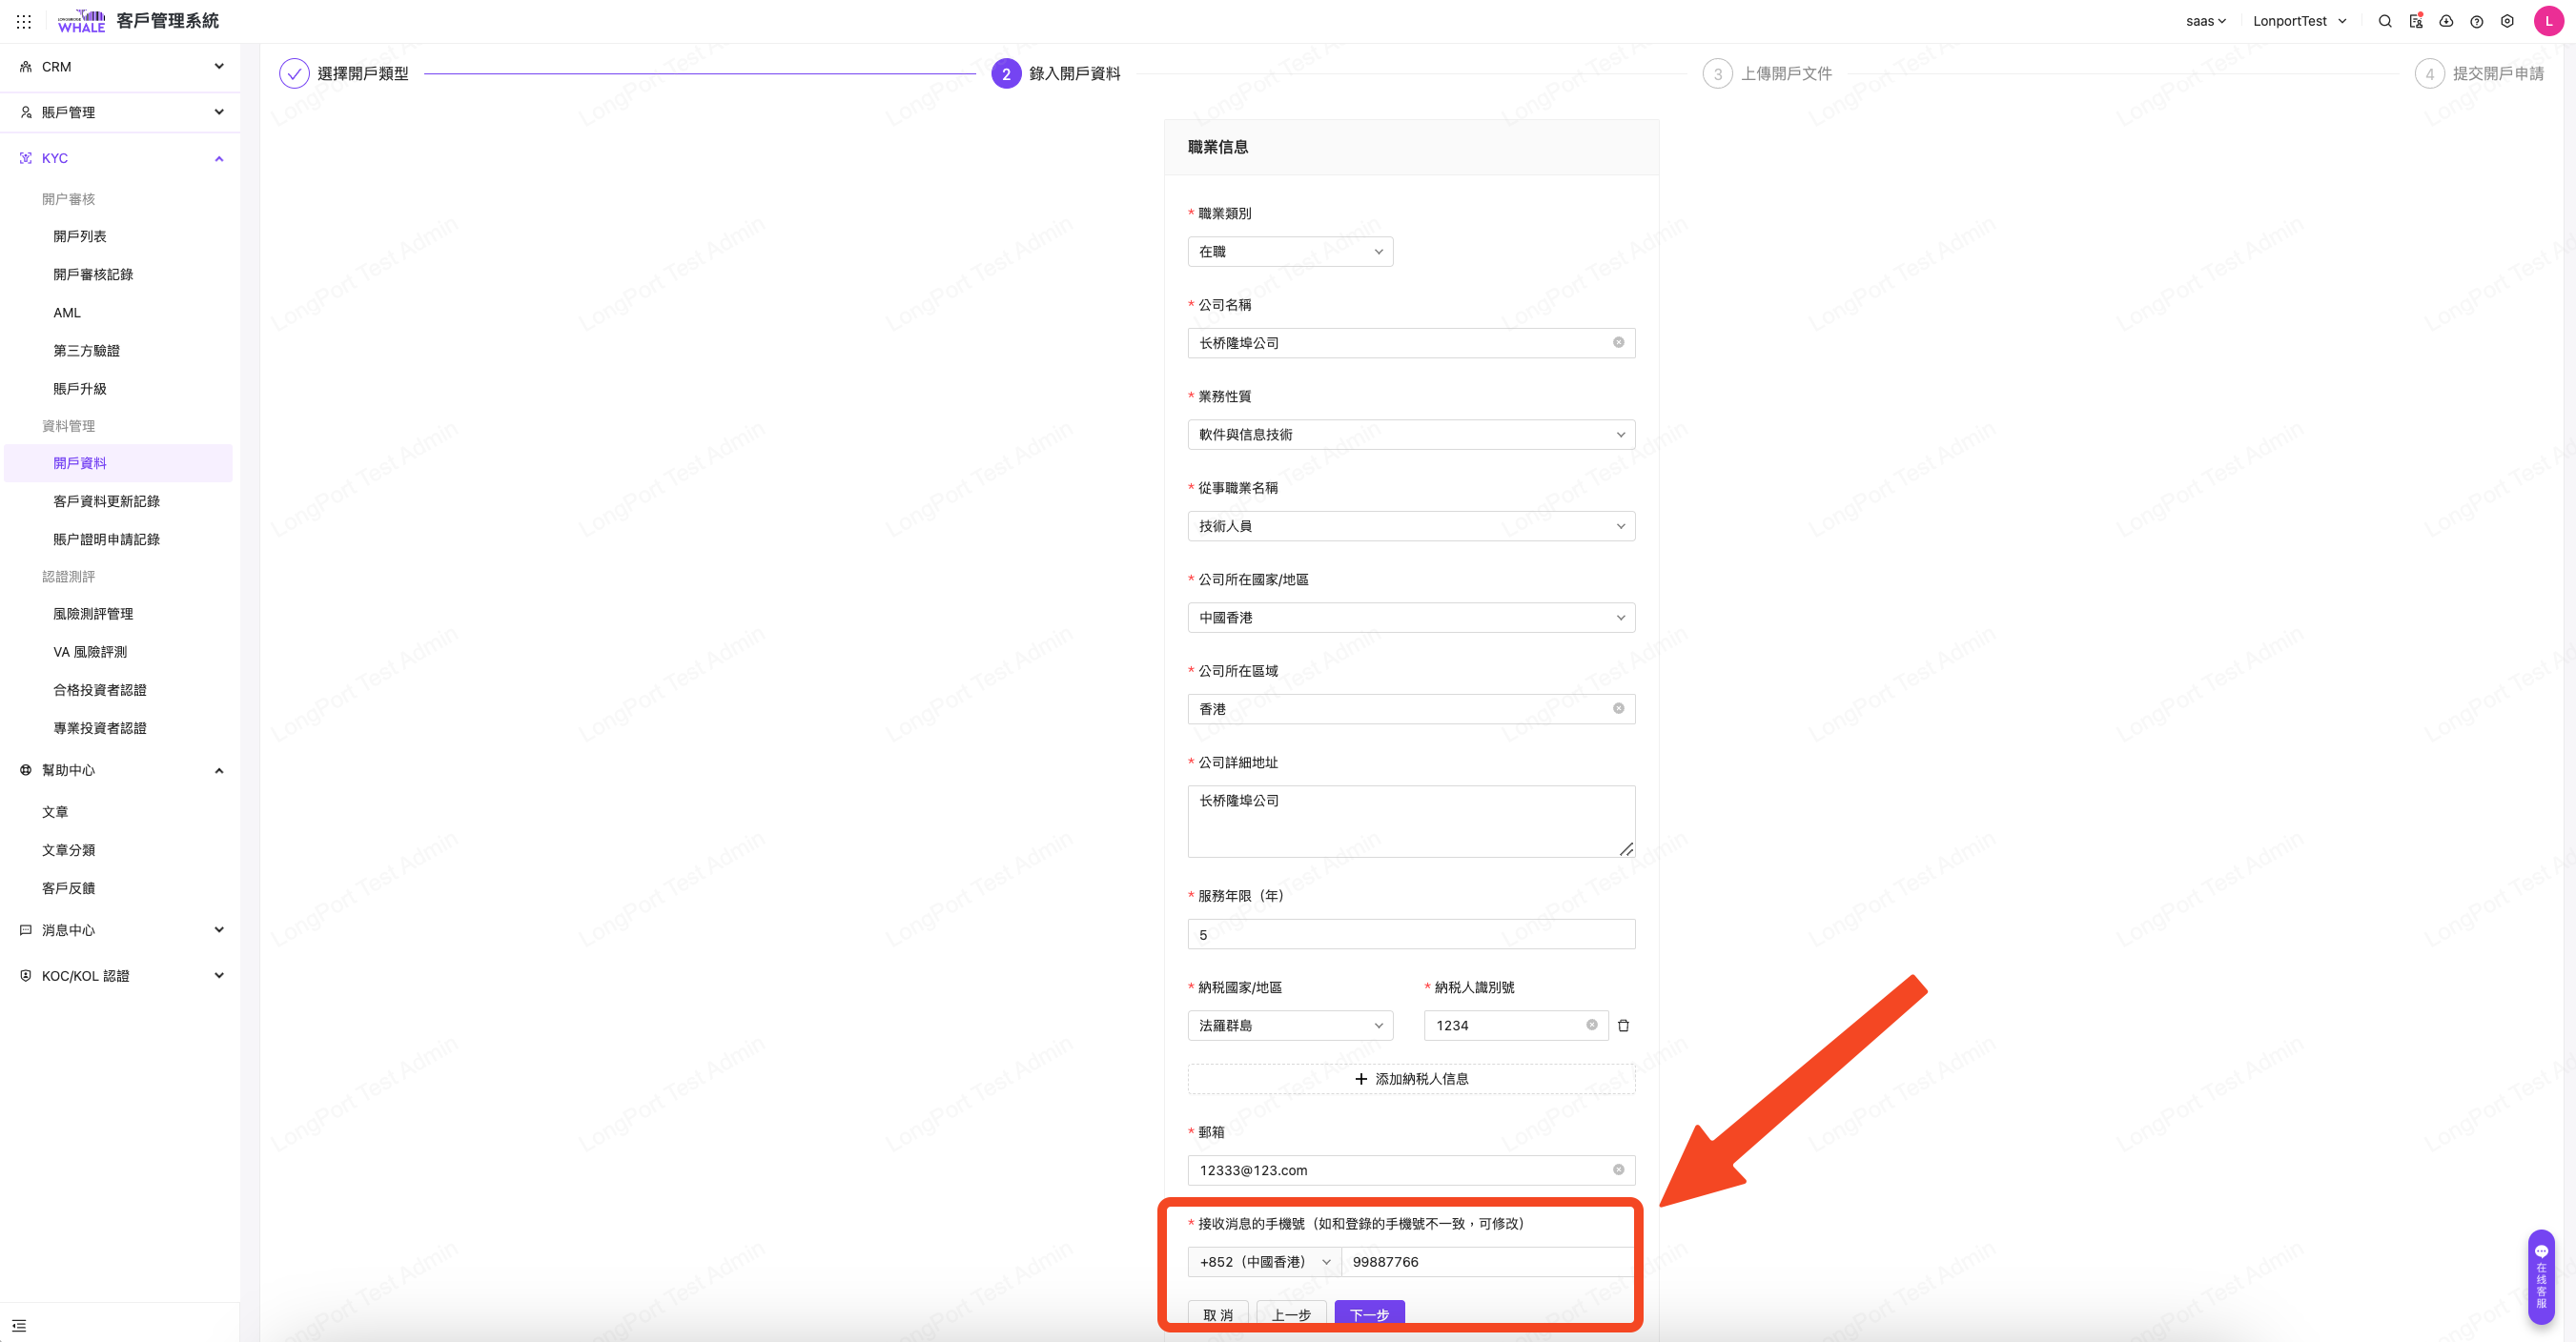 LONGBRIDGE
WHALE
客戶管理系統
saas
LonportTest
L
CRM
賬戶管理
KYC
開戶審核
開戶列表
開戶審核記錄
AML
第三方驗證
賬戶升級
資料管理
開戶資料
客戶資料更新記錄
賬戶證明申請記錄
認證測評
風險測評管理
VA 風險評測
合格投資者認證
專業投資者認證
幫助中心
文章
文章分類
客戶反饋
消息中心
KOC/KOL 認證
選擇開戶類型
2 錄入開戶資料
3 上傳開戶文件
4 提交開戶申請
職業信息
* 職業類別
在職
* 公司名稱
长桥隆埠公司
* 業務性質
軟件與信息技術
* 從事職業名稱
技術人員
* 公司所在國家/地區
中國香港
* 公司所在區域
香港
* 公司詳細地址
长桥隆埠公司
* 服務年限（年）
5
* 納税國家/地區 * 納税人識別號
法羅群島 1234
+ 添加納税人信息
* 郵箱
12333@123.com
* 接收消息的手機號（如和登錄的手機號不一致，可修改）
+852（中國香港） 99887766
取 消 上一步 下一步
在线客服
LongPort Test Admin